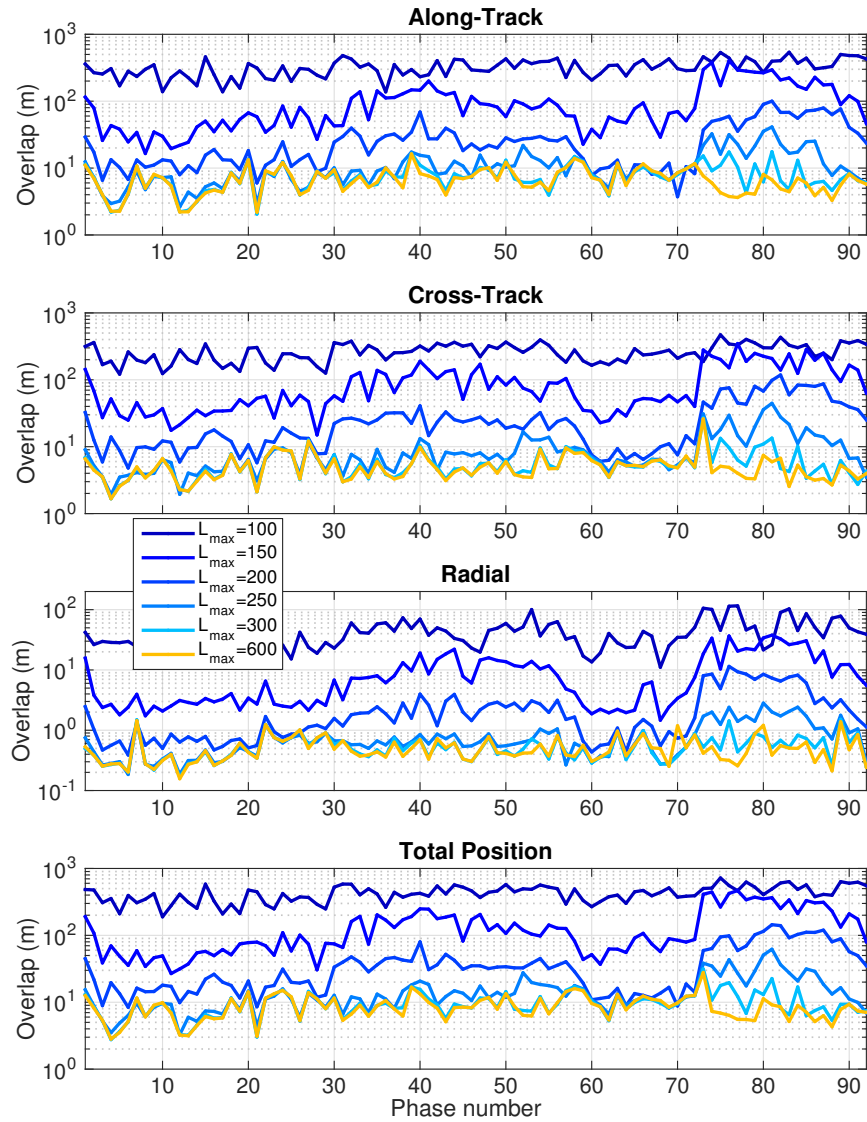 Along-Track
Overlap (m)
10^3
10^2
10^1
10^0
10 20 30 40 50 60 70 80 90
Cross-Track
Overlap (m)
10^3
10^2
10^1
10^0
10 20 30 40 50 60 70 80 90
L_max=100
L_max=150
L_max=200
L_max=250
L_max=300
L_max=600
Radial
Overlap (m)
10^2
10^1
10^0
10^-1
10 20 30 40 50 60 70 80 90
Total Position
Overlap (m)
10^3
10^2
10^1
10^0
10 20 30 40 50 60 70 80 90
Phase number